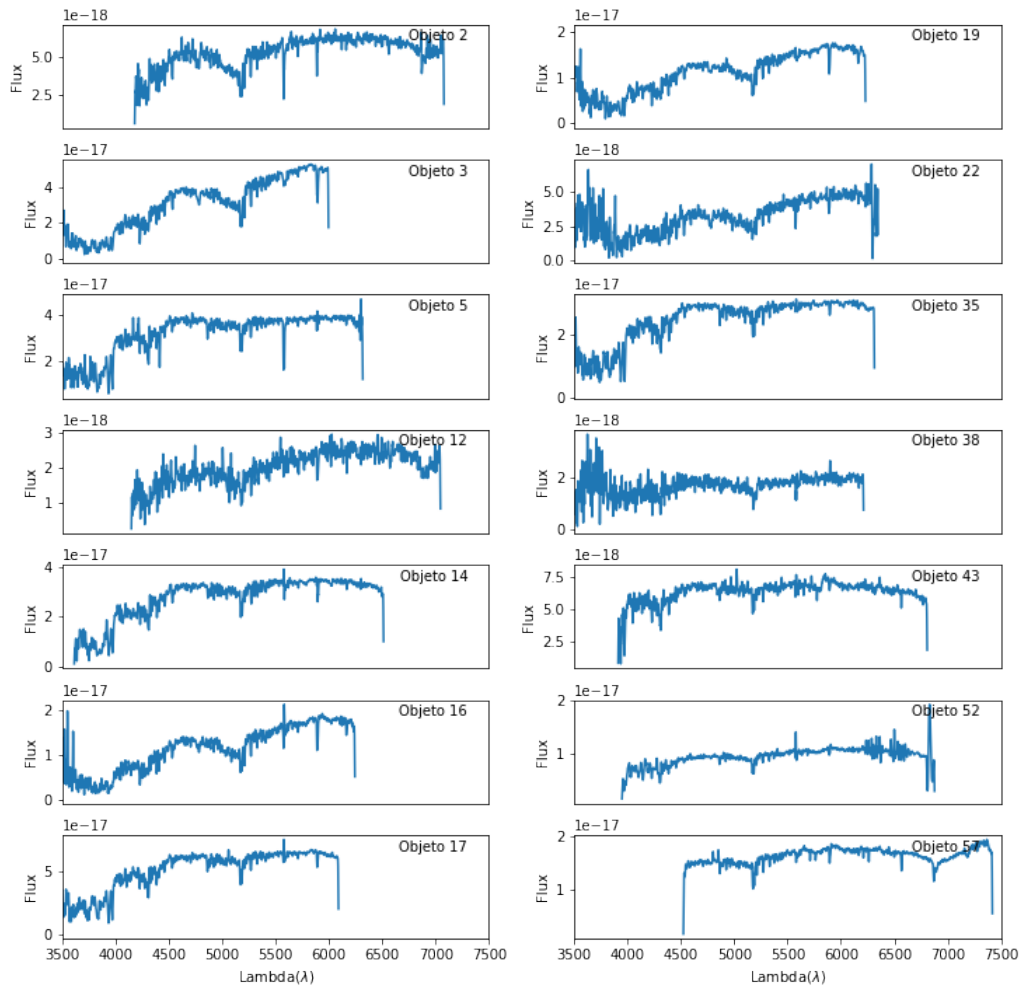 1e−18
Flux
5.0
2.5
Objeto 2
1e−17
Flux
4
2
0
Objeto 3
1e−17
Flux
4
2
Objeto 5
1e−18
Flux
3
2
1
Objeto 12
1e−17
Flux
4
2
0
Objeto 14
1e−17
Flux
2
1
0
Objeto 16
1e−17
Flux
5
0
Objeto 17
3500 4000 4500 5000 5500 6000 6500 7000 7500
Lambda(λ)
1e−17
Flux
2
1
0
Objeto 19
1e−18
Flux
5.0
2.5
0.0
Objeto 22
1e−17
Flux
2
0
Objeto 35
1e−18
Flux
2
0
Objeto 38
1e−18
Flux
7.5
5.0
2.5
Objeto 43
1e−17
Flux
2
1
Objeto 52
1e−17
Flux
2
1
Objeto 57
3500 4000 4500 5000 5500 6000 6500 7000 7500
Lambda(λ)